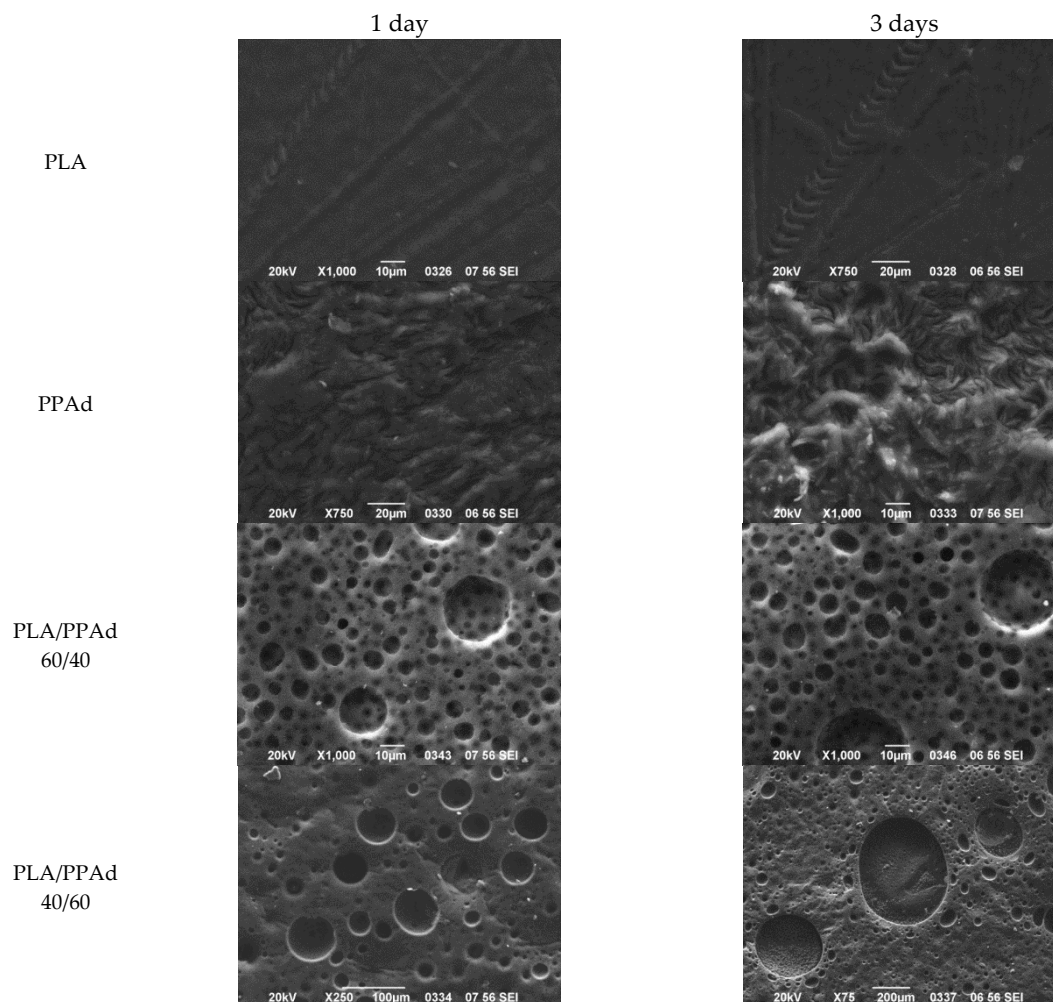 1 day 3 days
PLA
20kV X1,000 10µm 0326 07 56 SEI
20kV X750 20µm 0328 06 56 SEI
PPAd
20kV X750 20µm 0330 06 56 SEI
20kV X1,000 10µm 0333 07 56 SEI
PLA/PPAd
60/40
20kV X1,000 10µm 0343 07 56 SEI
20kV X1,000 10µm 0346 06 56 SEI
PLA/PPAd
40/60
20kV X250 100µm 0334 07 56 SEI
20kV X75 200µm 0337 06 56 SEI